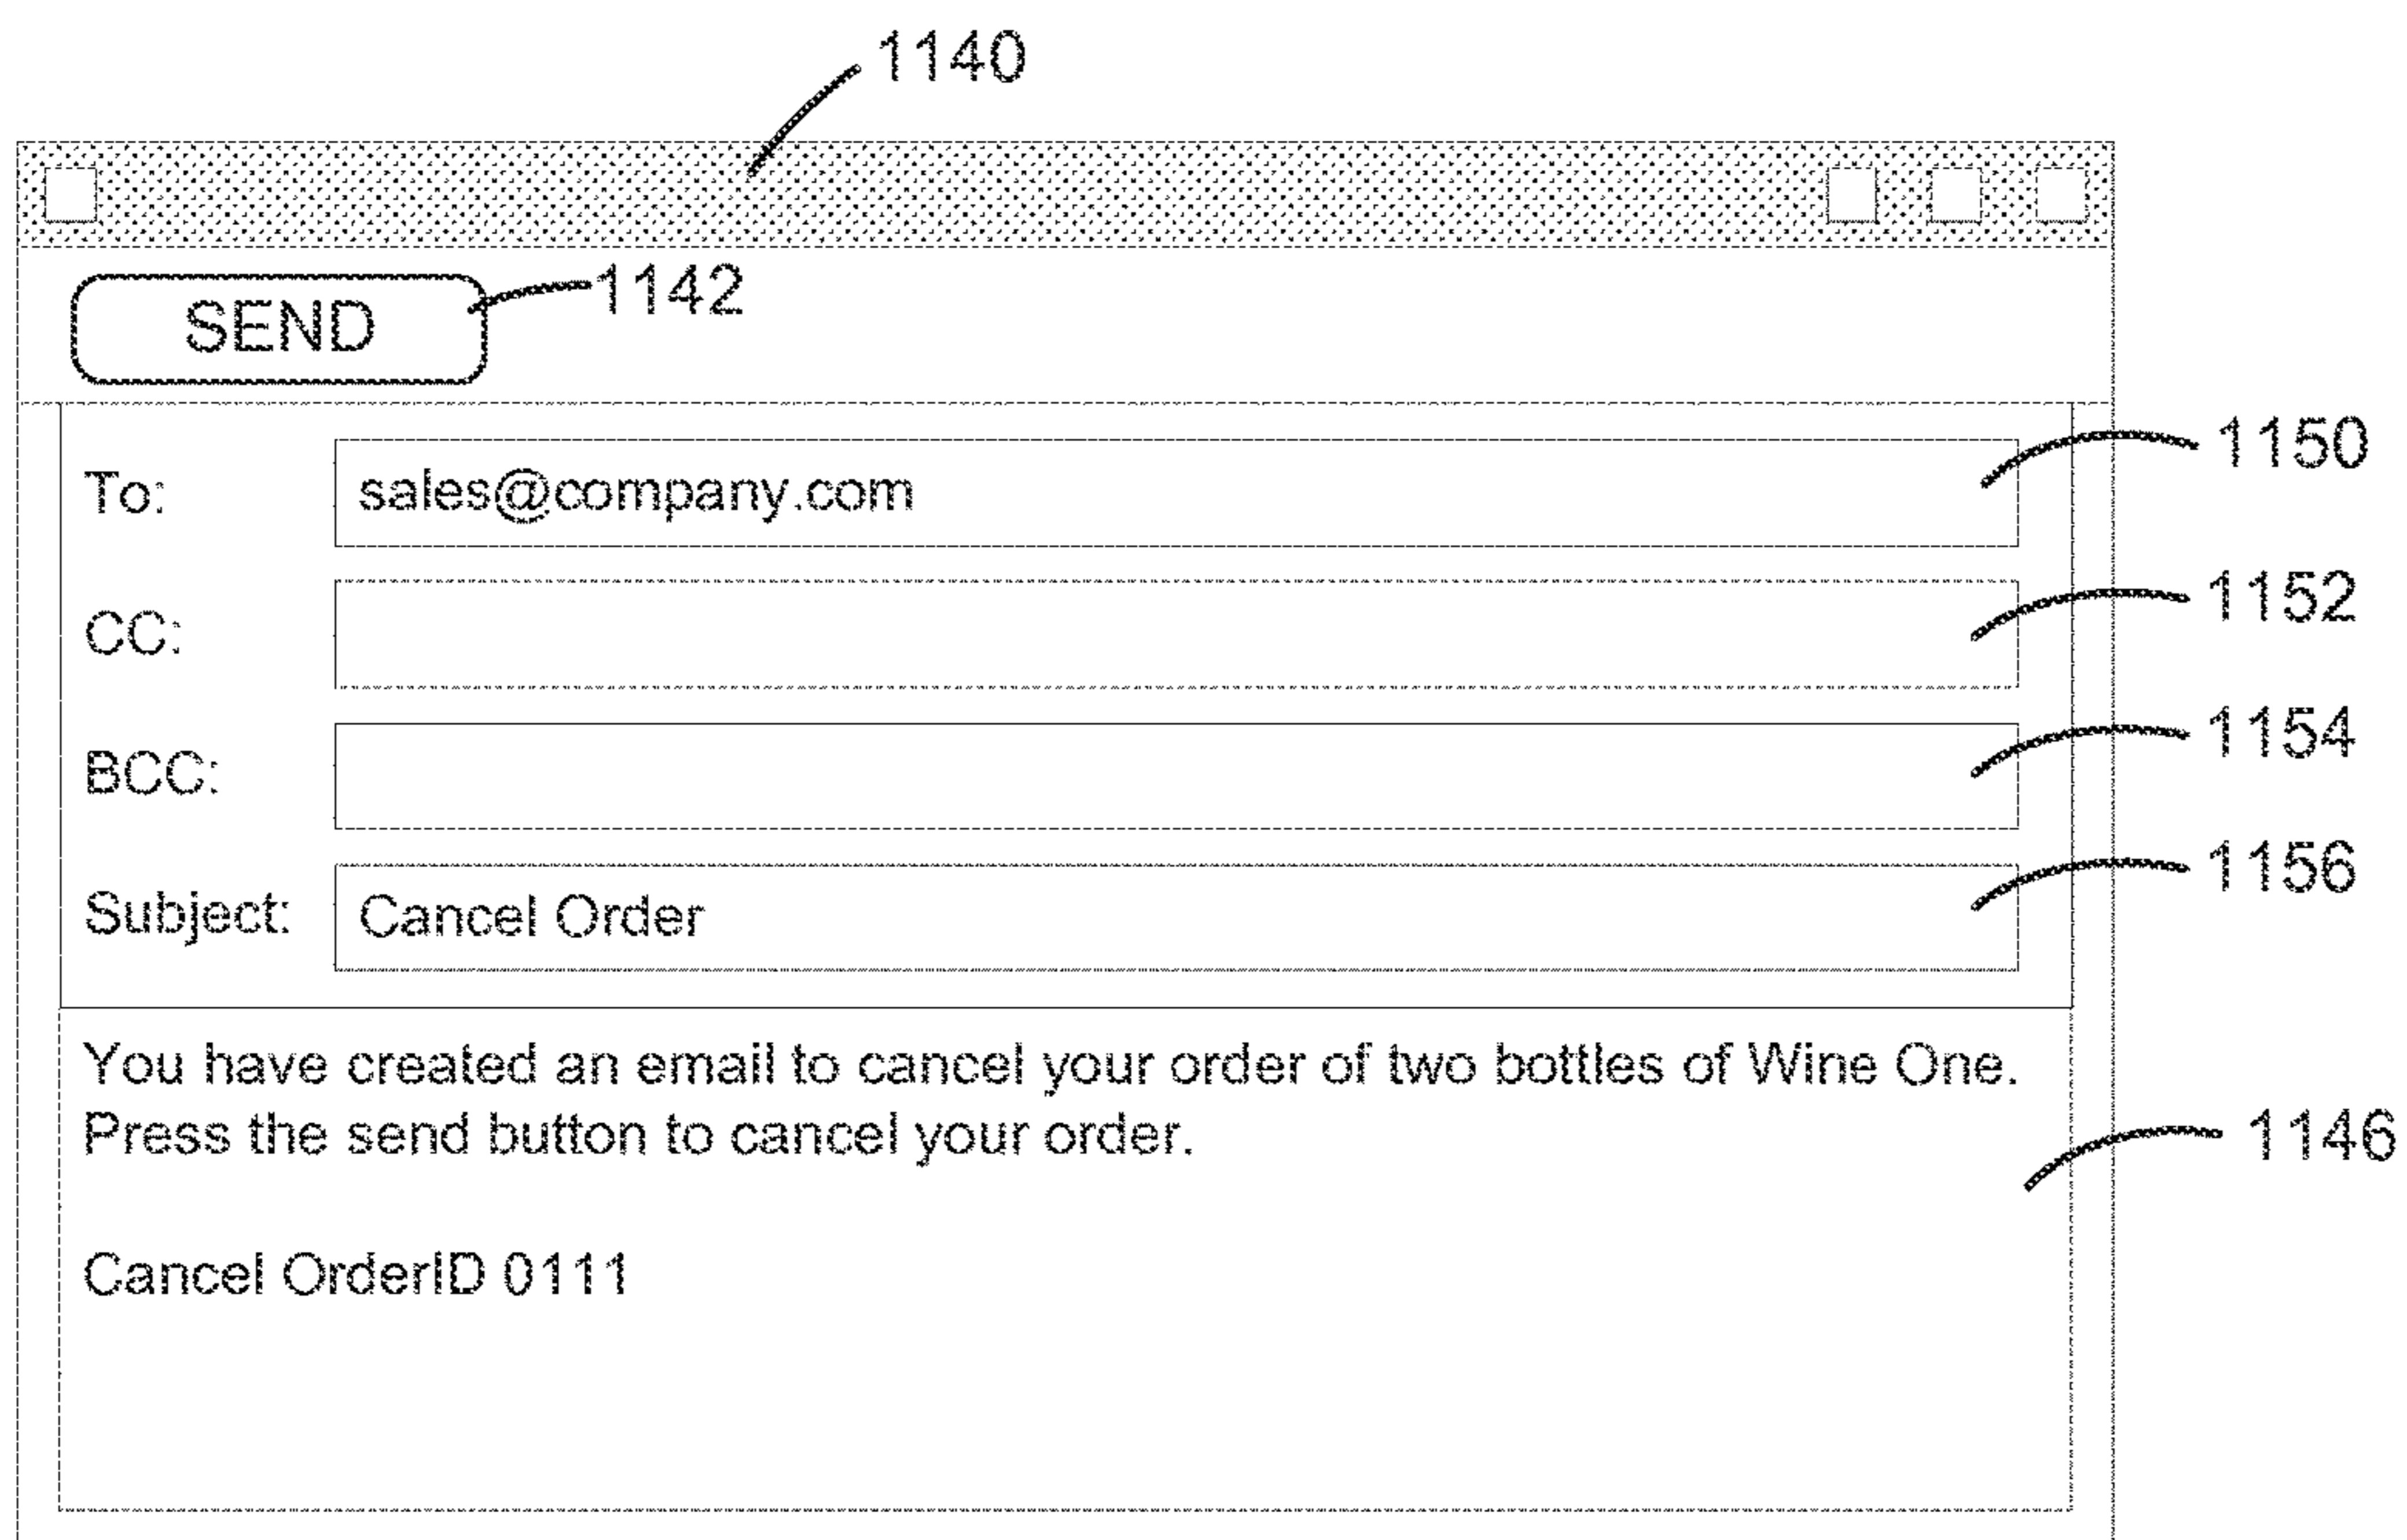 1140
SEND 1142
To: sales@company.com 1150
CC: 1152
BCC: 1154
Subject: Cancel Order 1156
You have created an email to cancel your order of two bottles of Wine One.
Press the send button to cancel your order.
1146
Cancel OrderID 0111